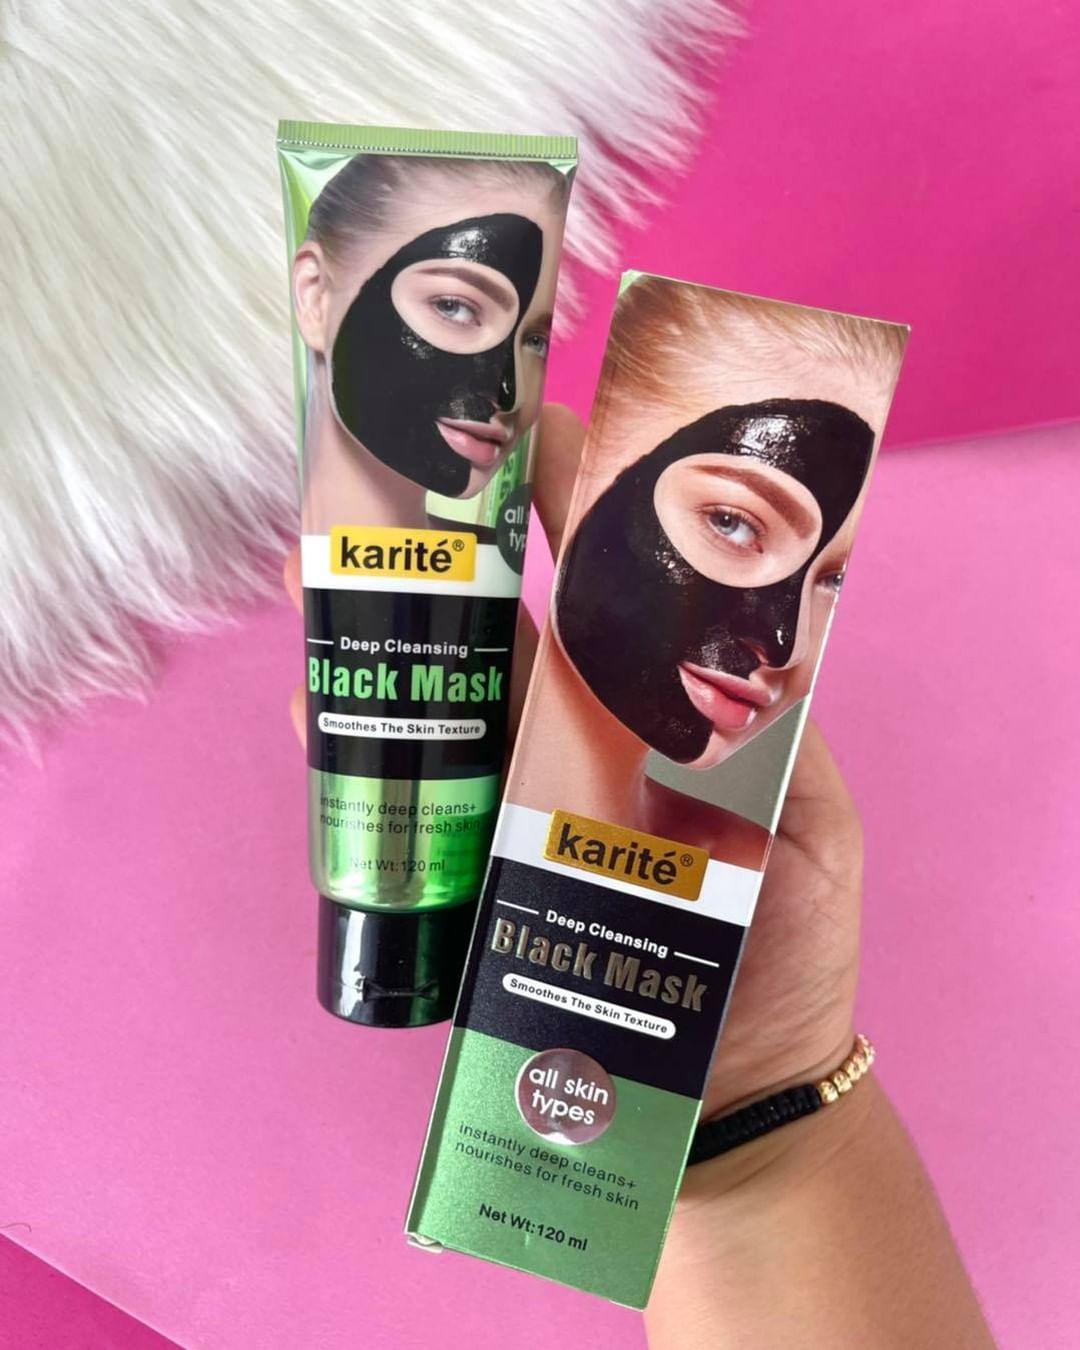 all
typ
karité®
Deep Cleansing
Black Mask
Smoothes The Skin Texture
instantly deep cleans+
nourishes for fresh skin
Net Wt:120 ml
karité®
Deep Cleansing
Black Mask
Smoothes The Skin Texture
all skin
types
instantly deep cleans+
nourishes for fresh skin
Net Wt:120 ml